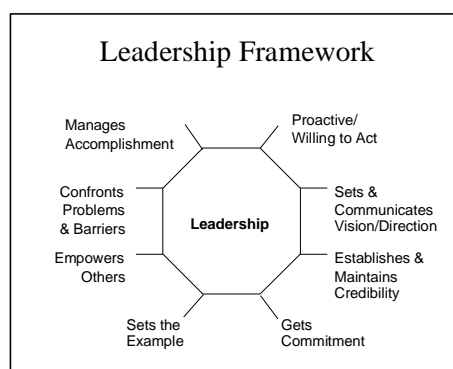 Leadership Framework
Manages
Accomplishment
Proactive/
Willing to Act
Confronts
Problems
& Barriers
Leadership
Sets &
Communicates
Vision/Direction
Empowers
Others
Establishes &
Maintains
Credibility
Sets the
Example
Gets
Commitment